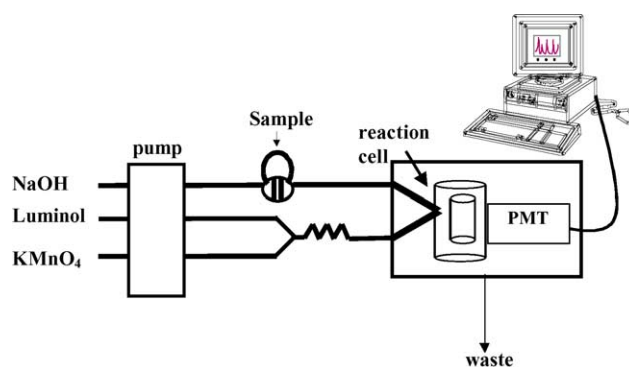 Sample
pump
reaction
cell
NaOH
Luminol
KMnO₄
PMT
waste